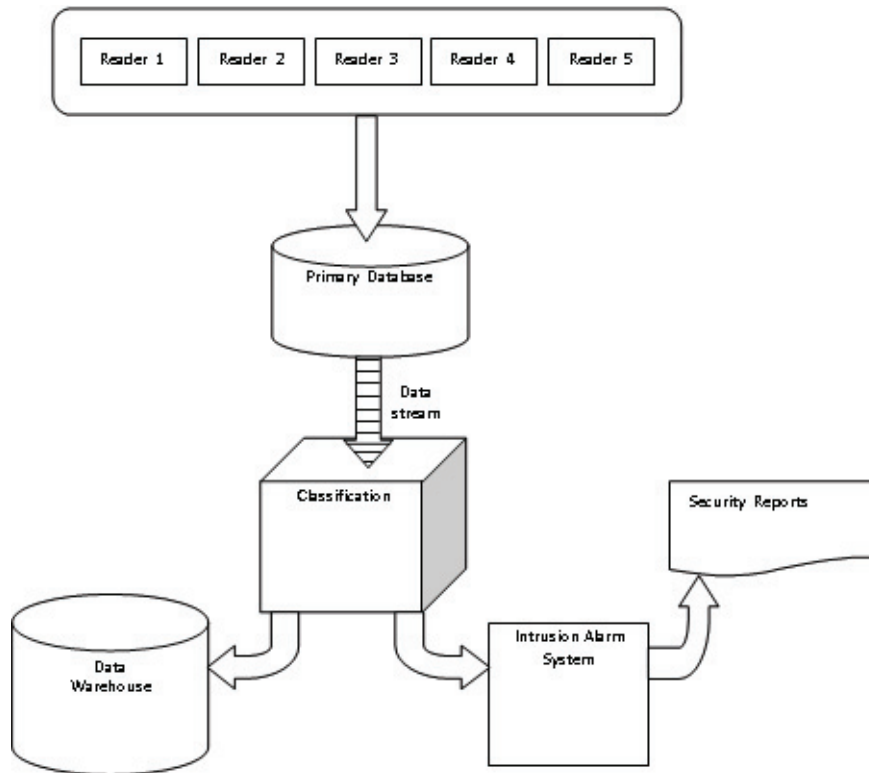 Reader 1
Reader 2
Reader 3
Reader 4
Reader 5
Primary Database
Data
stream
Classification
Security Reports
Intrusion Alarm
System
Data
Warehouse